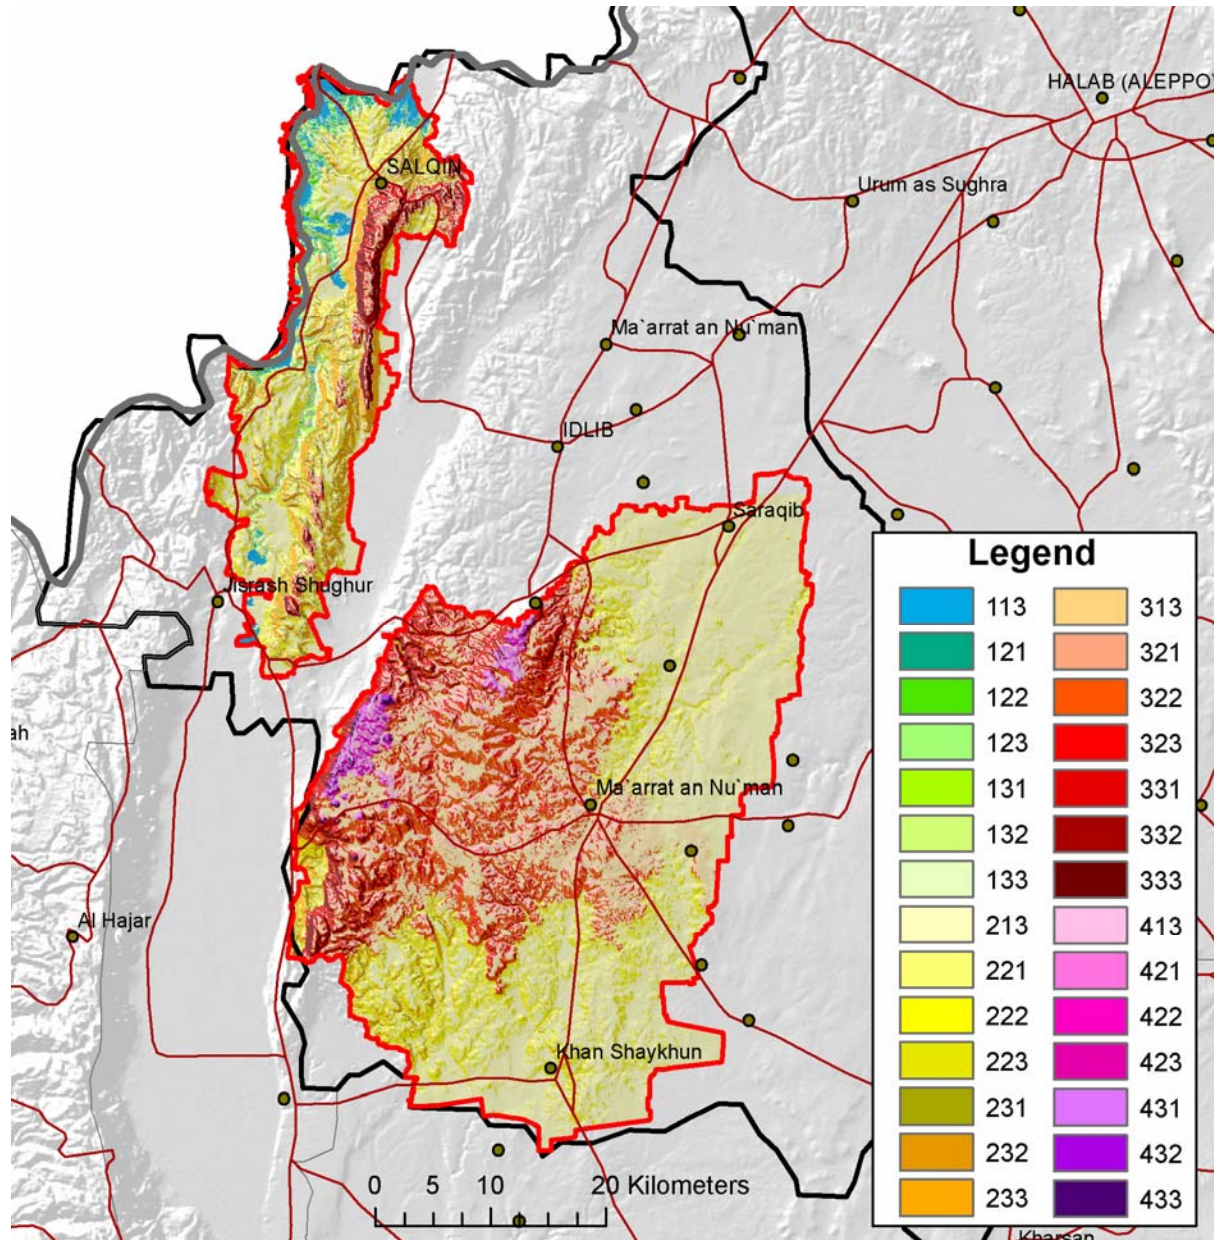 HALAB (ALEPPO)
SALQIN
Urum as Sughra
Ma`arrat an Nu`man
IDLIB
Saraqib
Jisrash Shughur
ah
Ma`arrat an Nu`man
Al Hajar
Khan Shaykhun
0 5 10 20 Kilometers
Legend
113 313
121 321
122 322
123 323
131 331
132 332
133 333
213 413
221 421
222 422
223 423
231 431
232 432
233 433